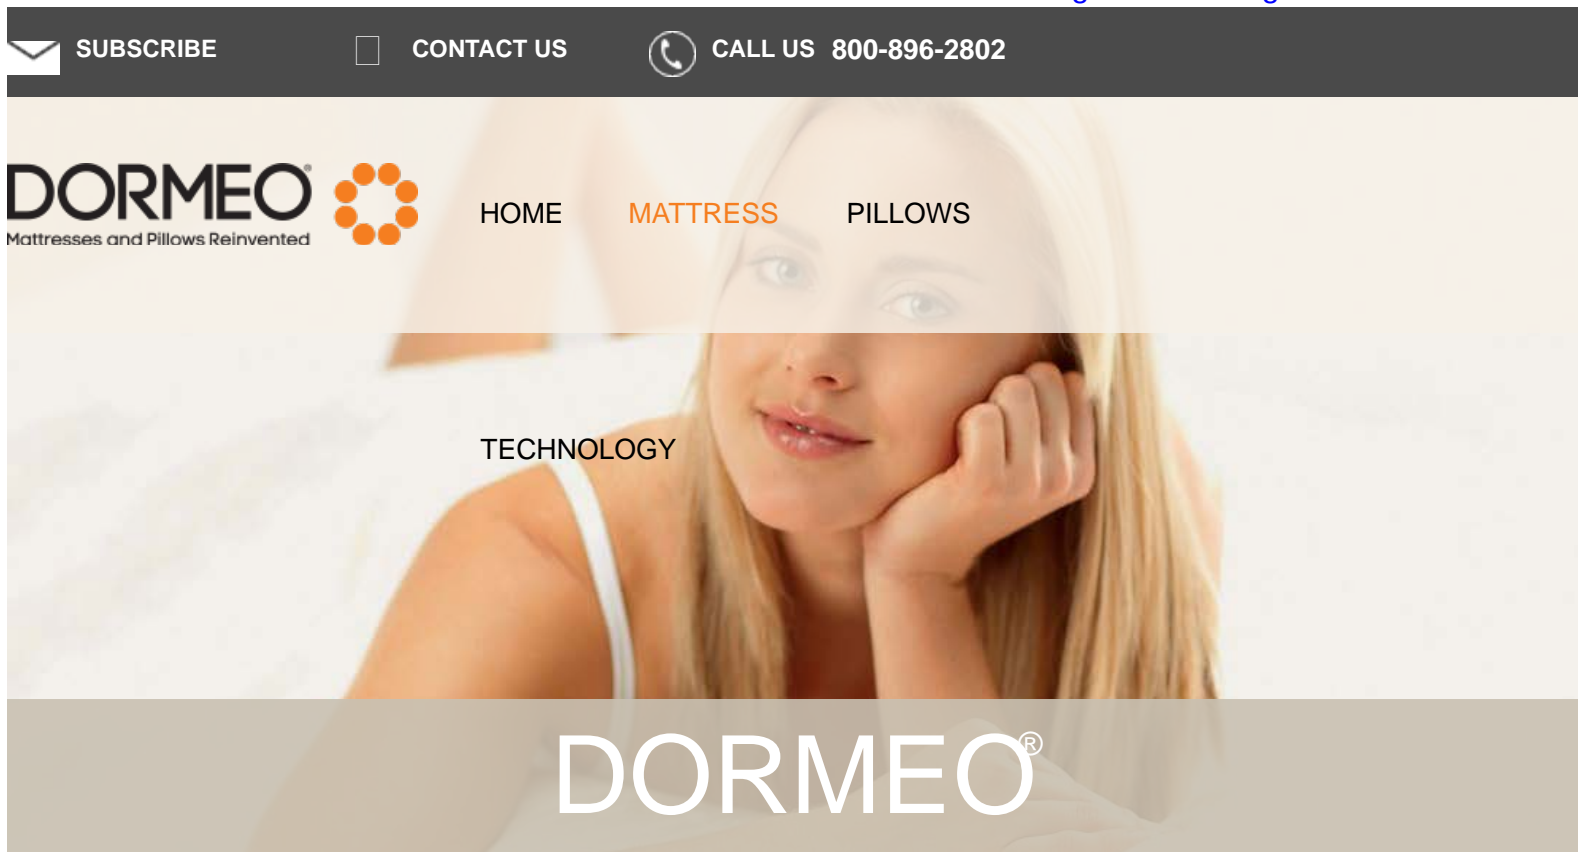 SUBSCRIBE CONTACT US CALL US 800-896-2802
DORMEO
Mattresses and Pillows Reinvented
HOME MATTRESS PILLOWS
TECHNOLOGY
DORMEO®